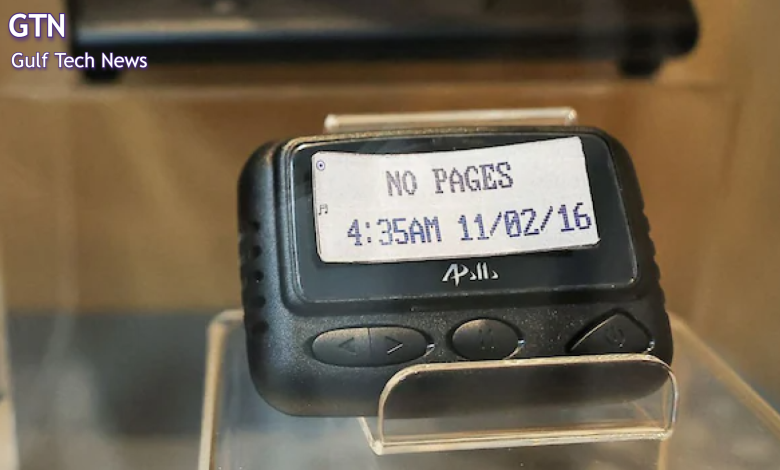 GTN
Gulf Tech News
NO PAGES
4:35AM 11/02/16
Apollo